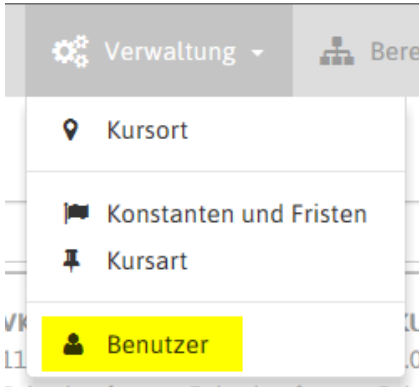 Verwaltung
Kursort
Konstanten und Fristen
Kursart
Benutzer